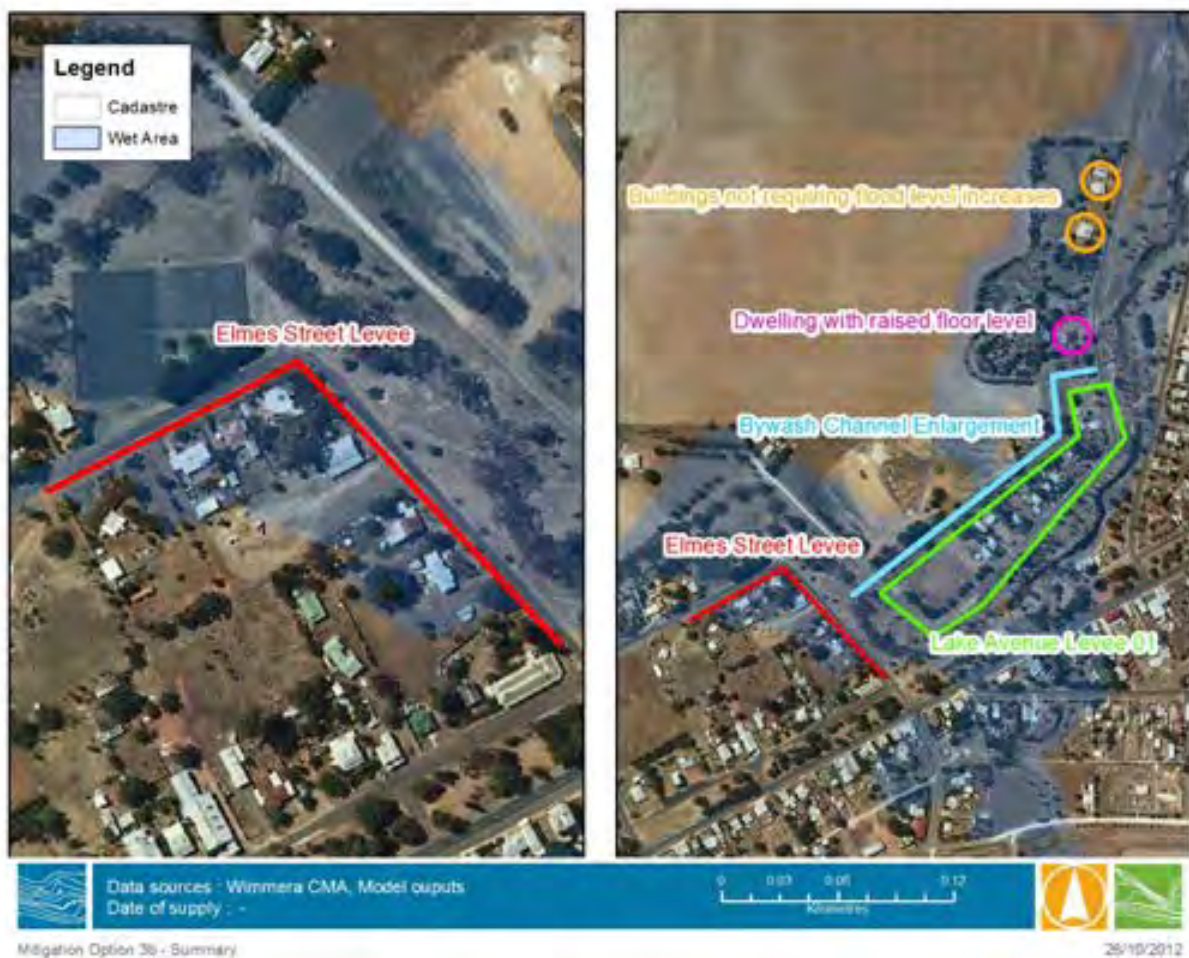 Legend
Cadastre
Wet Area
Elmes Street Levee
Buildings not requiring flood level increases
Dwelling with raised floor level
Bywash Channel Enlargement
Elmes Street Levee
Lake Avenue Levee 01
Data sources : Wimmera CMA, Model ouputs
Date of supply : -
0 0.03 0.06 0.12
Kilometres
Mitigation Option 3b - Summary
26/10/2012